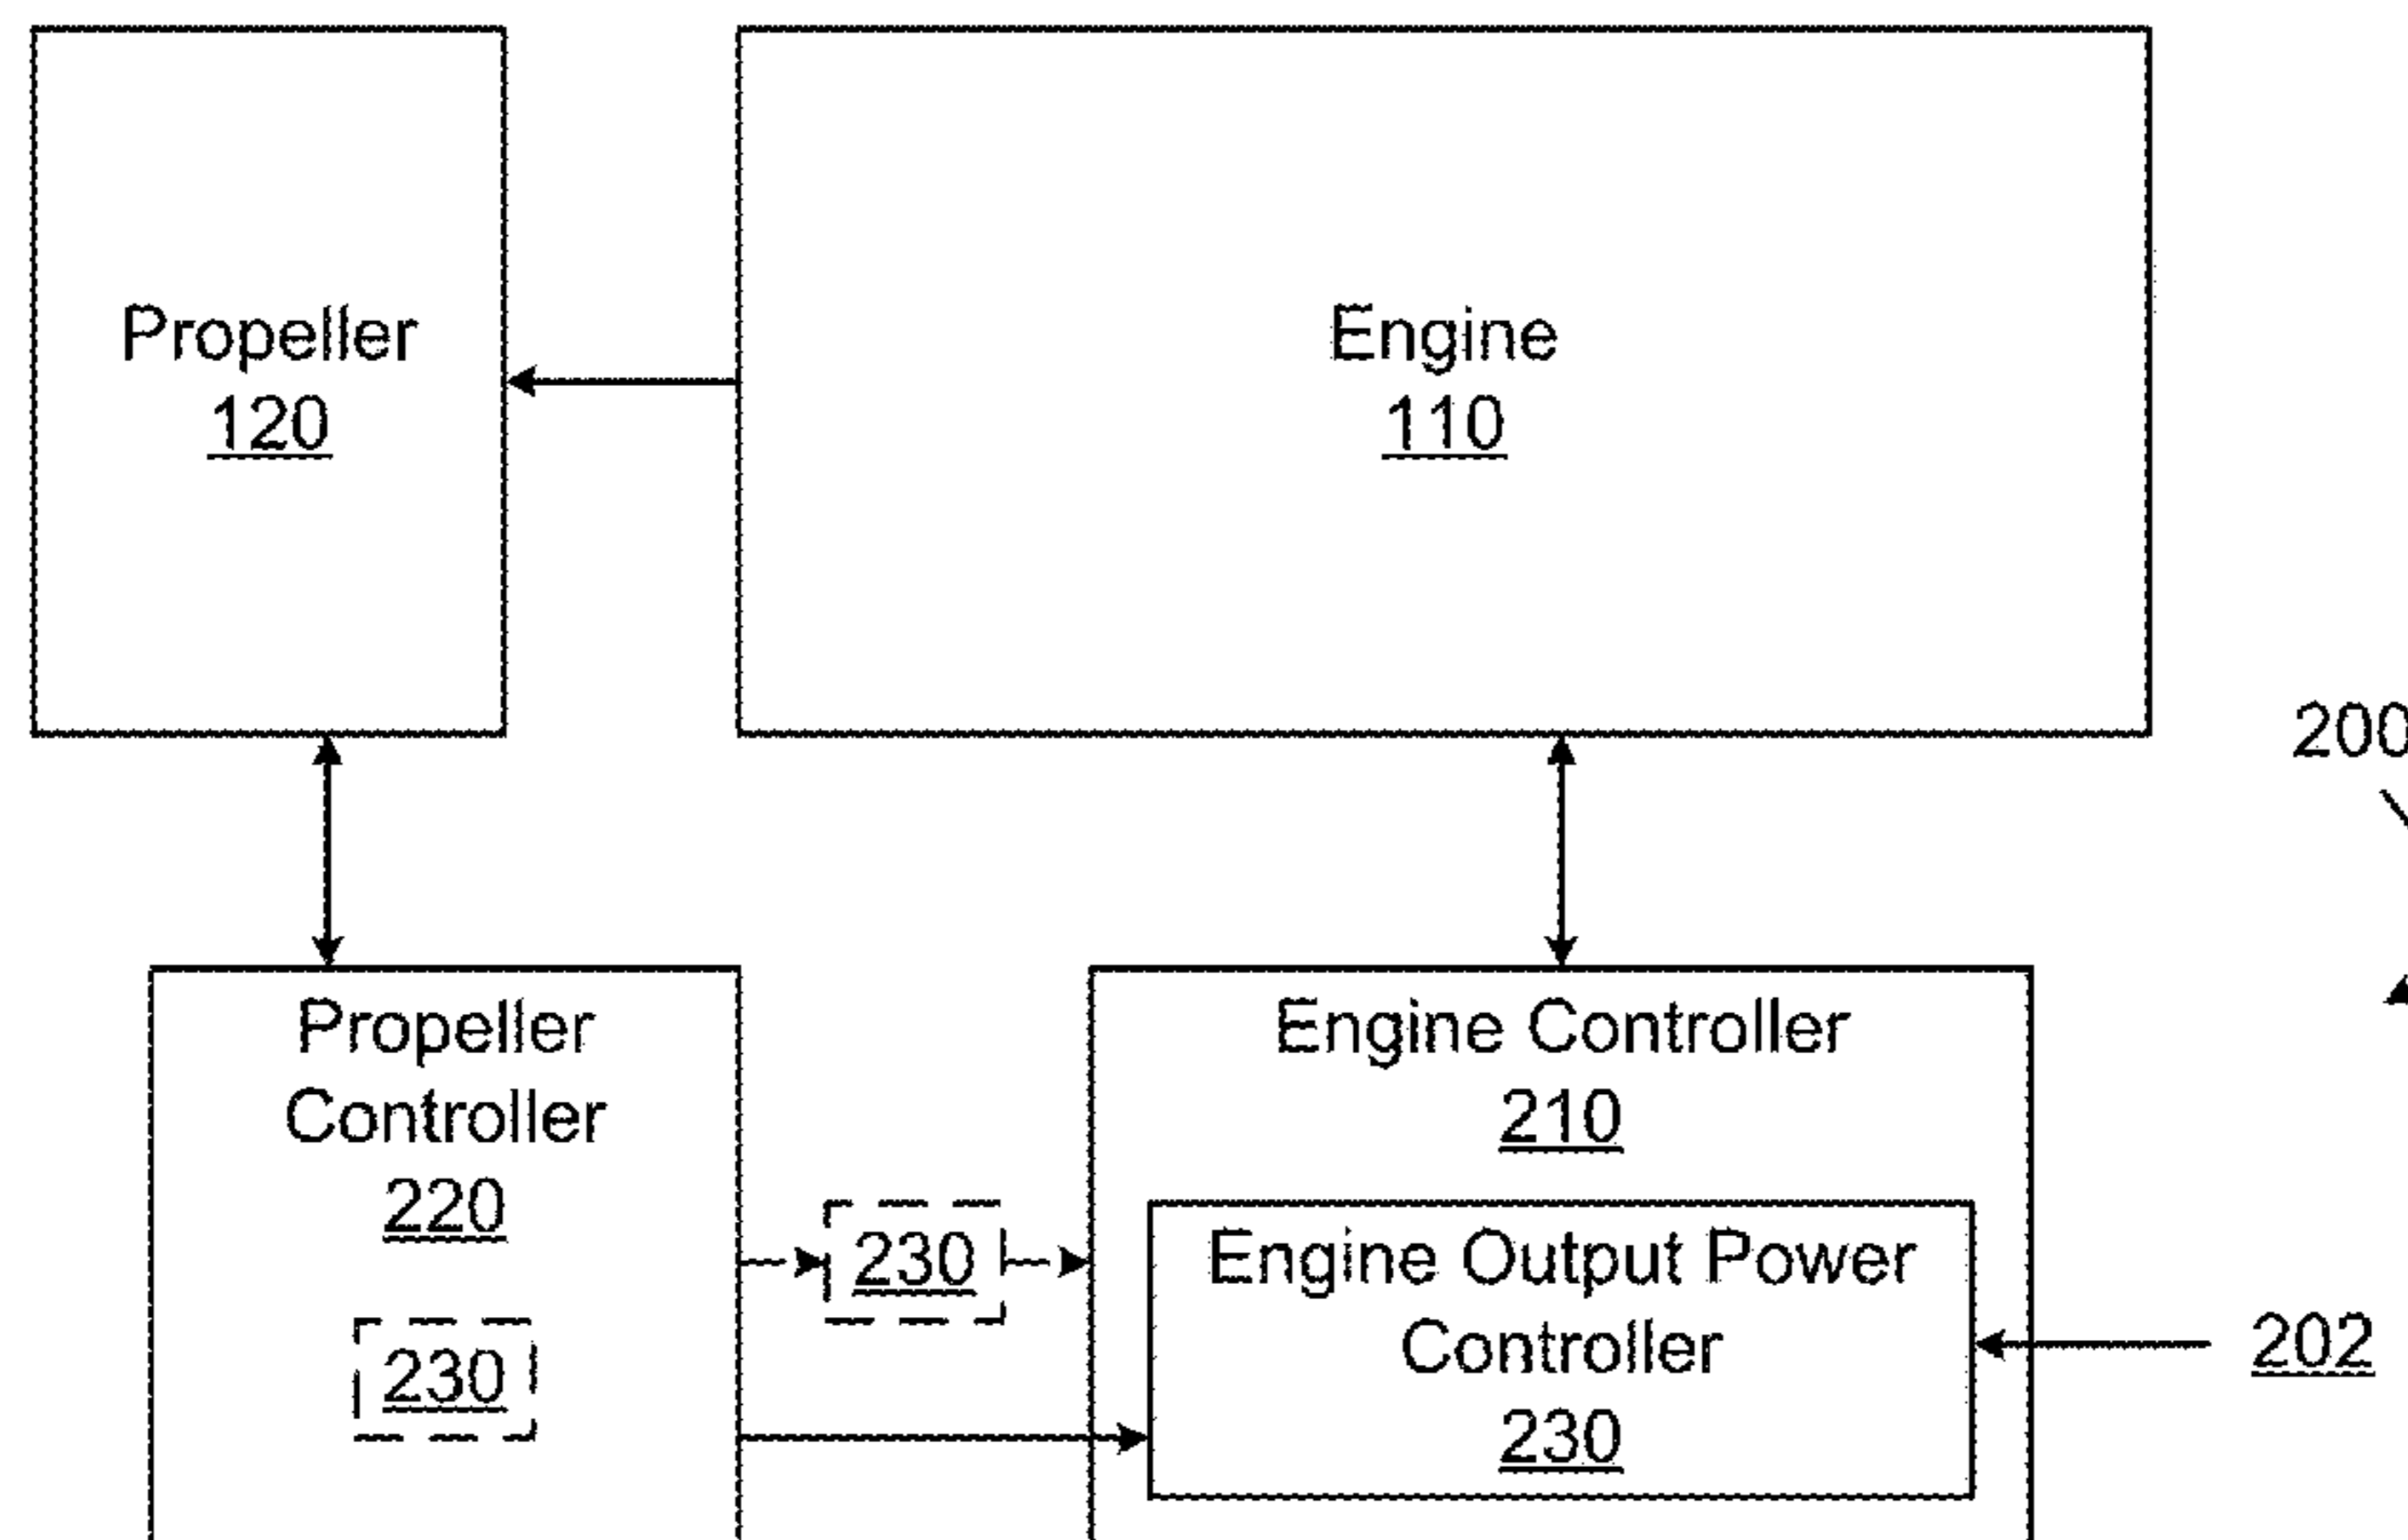 Propeller
120
Engine
110
200
Propeller
Controller
220
230
230
Engine Controller
210
Engine Output Power
Controller
230
202